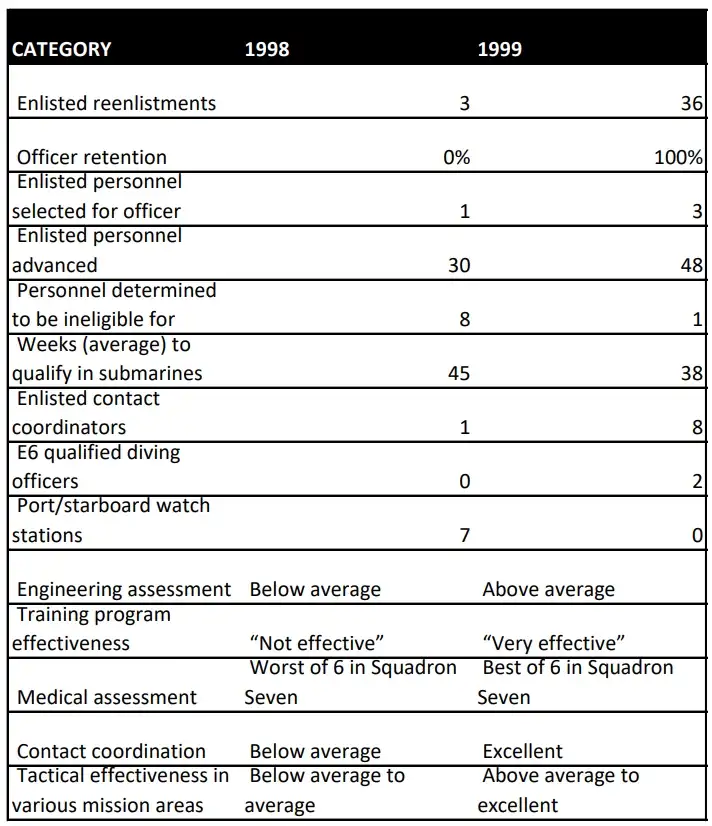 CATEGORY 1998 1999
Enlisted reenlistments 3 36
Officer retention 0% 100%
Enlisted personnel
selected for officer 1 3
Enlisted personnel
advanced 30 48
Personnel determined
to be ineligible for 8 1
Weeks (average) to
qualify in submarines 45 38
Enlisted contact
coordinators 1 8
E6 qualified diving
officers 0 2
Port/starboard watch
stations 7 0
Engineering assessment Below average Above average
Training program
effectiveness “Not effective” “Very effective”
Worst of 6 in Squadron Best of 6 in Squadron
Medical assessment Seven Seven
Contact coordination Below average Excellent
Tactical effectiveness in Below average to Above average to
various mission areas average excellent